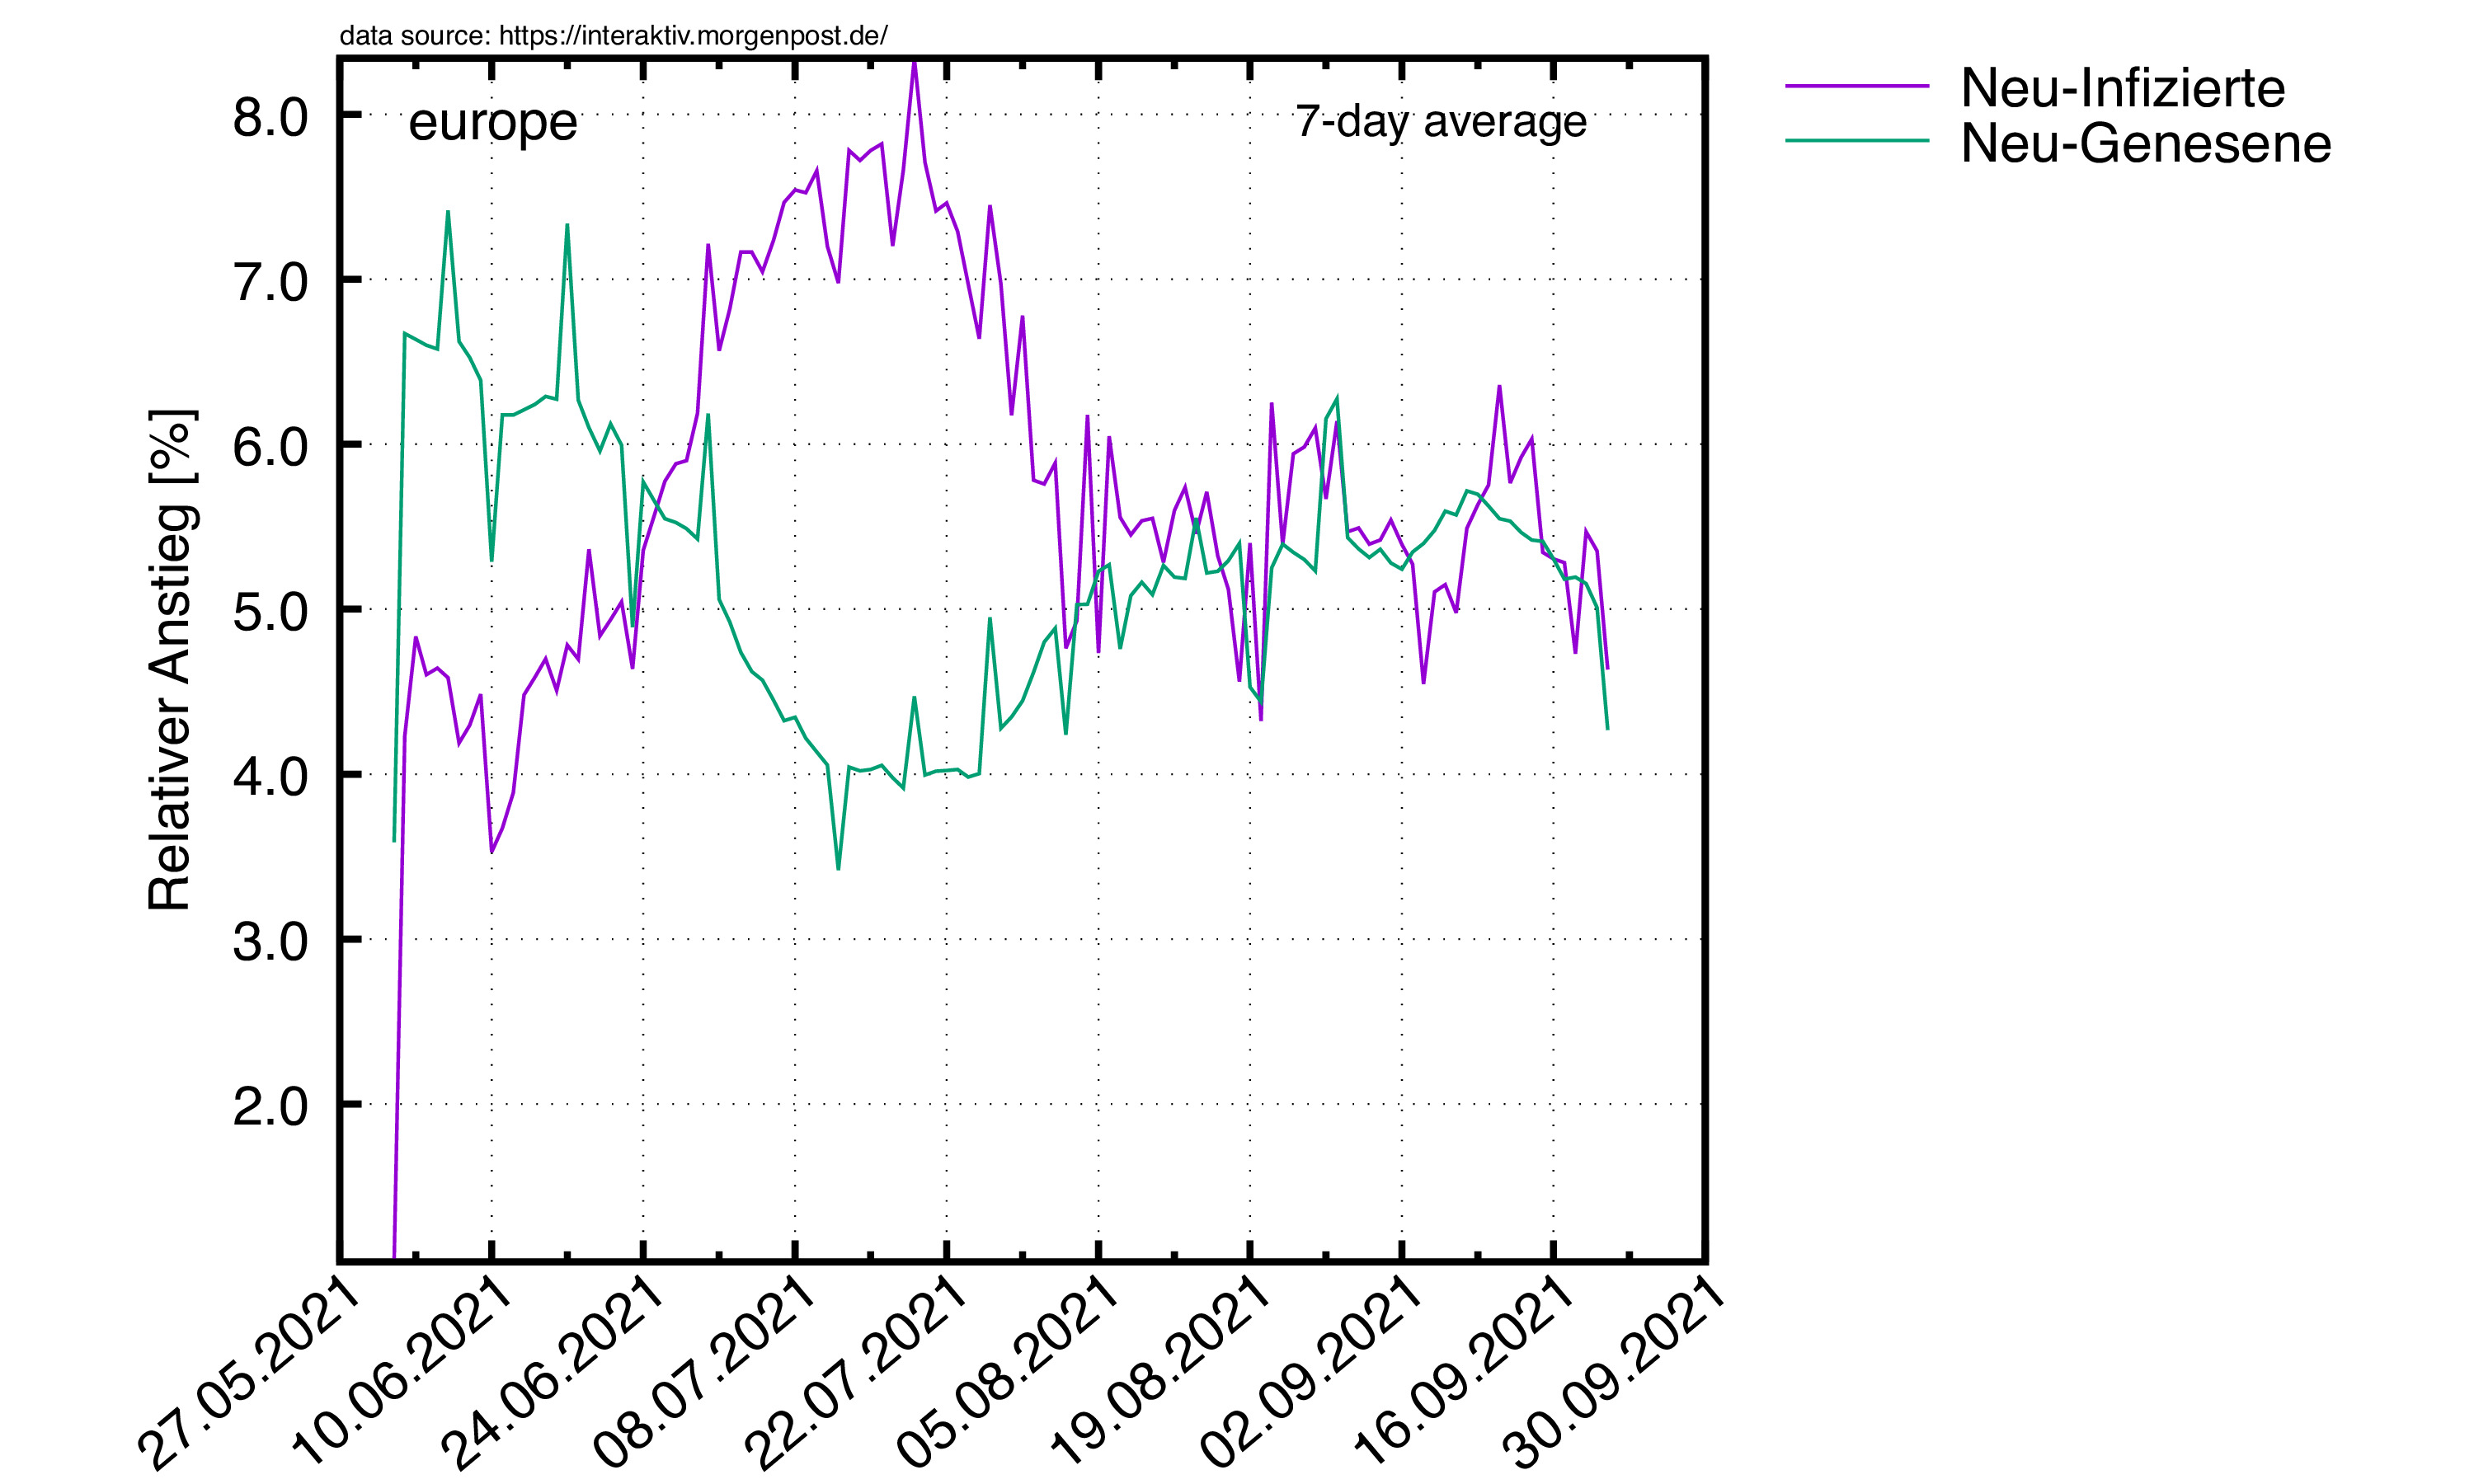 data source: https://interaktiv.morgenpost.de/
europe
7-day average
Neu-Infizierte
Neu-Genesene
Relativer Anstieg [%]
8.0
7.0
6.0
5.0
4.0
3.0
2.0
27.05.2021
10.06.2021
24.06.2021
08.07.2021
22.07.2021
05.08.2021
19.08.2021
02.09.2021
16.09.2021
30.09.2021